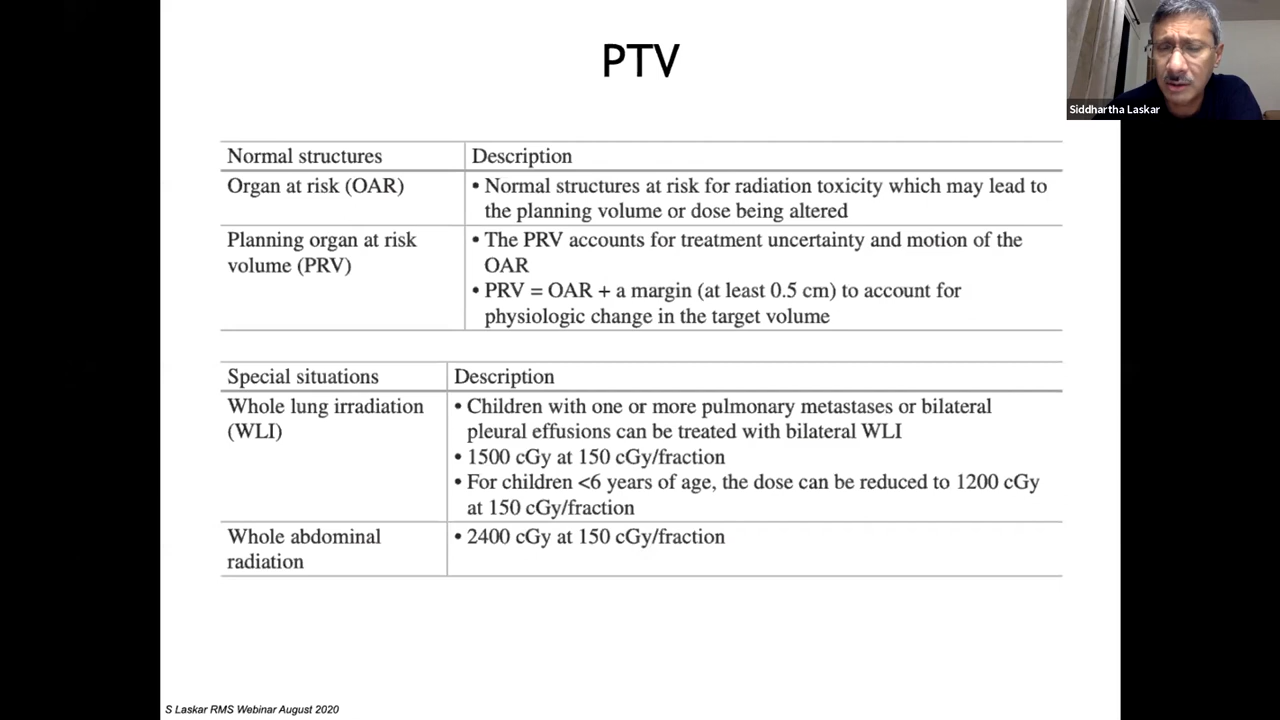 PTV
Siddhartha Laskar
Normal structures
Description
Organ at risk (OAR)
• Normal structures at risk for radiation toxicity which may lead to
the planning volume or dose being altered
Planning organ at risk
volume (PRV)
• The PRV accounts for treatment uncertainty and motion of the
OAR
• PRV = OAR + a margin (at least 0.5 cm) to account for
physiologic change in the target volume
Special situations
Description
Whole lung irradiation
(WLI)
• Children with one or more pulmonary metastases or bilateral
pleural effusions can be treated with bilateral WLI
• 1500 cGy at 150 cGy/fraction
• For children <6 years of age, the dose can be reduced to 1200 cGy
at 150 cGy/fraction
Whole abdominal
radiation
• 2400 cGy at 150 cGy/fraction
S Laskar RMS Webinar August 2020